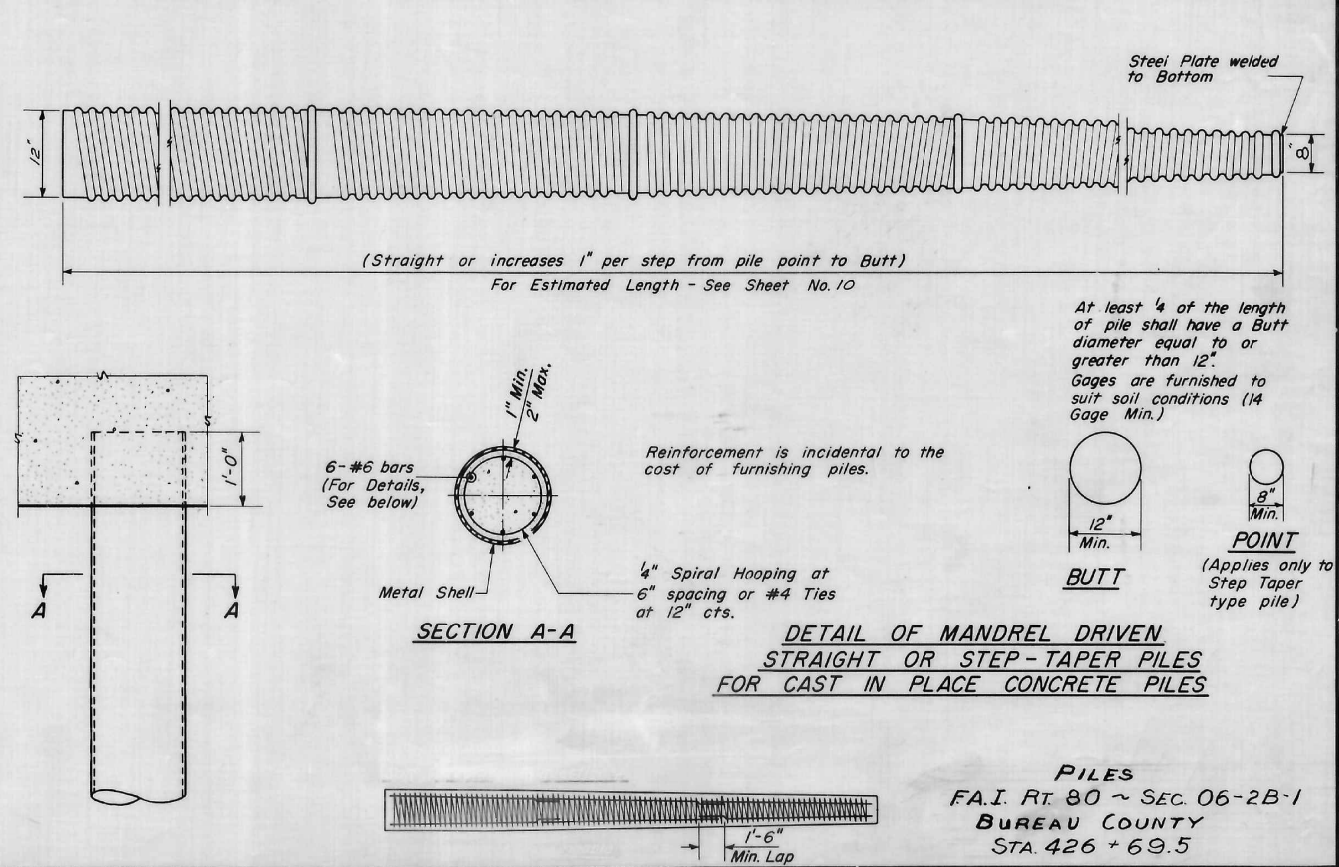 Steel Plate welded
to Bottom
12"
8"
(Straight or increases 1" per step from pile point to Butt)
For Estimated Length - See Sheet No. 10
At least 1/4 of the length
of pile shall have a Butt
diameter equal to or
greater than 12".
Gages are furnished to
suit soil conditions (14
Gage Min.)
1'-0"
A
A
1" Min.
2" Max.
6-#6 bars
(For Details,
See below)
Metal Shell
1/4" Spiral Hooping at
6" spacing or #4 Ties
at 12" cts.
SECTION A-A
Reinforcement is incidental to the
cost of furnishing piles.
12"
Min.
BUTT
8"
Min.
POINT
(Applies only to
Step Taper
type pile)
DETAIL OF MANDREL DRIVEN
STRAIGHT OR STEP-TAPER PILES
FOR CAST IN PLACE CONCRETE PILES
1'-6"
Min. Lap
PILES
F.A.I. RT. 80 ~ SEC. 06-2B-1
BUREAU COUNTY
STA. 426 + 69.5